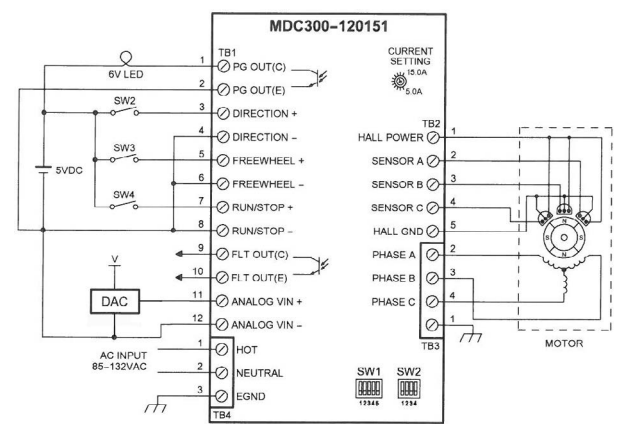 MDC300-120151
TB1
CURRENT
SETTING
15.0A
5.0A
6V LED
1 PG OUT(C)
2 PG OUT(E)
SW2
3 DIRECTION +
4 DIRECTION –
SW3
5 FREEWHEEL +
5VDC
6 FREEWHEEL –
SW4
7 RUN/STOP +
8 RUN/STOP –
9 FLT OUT(C)
10 FLT OUT(E)
V
DAC
11 ANALOG VIN +
12 ANALOG VIN –
AC INPUT
85–132VAC
1 HOT
2 NEUTRAL
3 EGND
TB4
TB2
HALL POWER 1
SENSOR A 2
SENSOR B 3
SENSOR C 4
HALL GND 5
PHASE A 2
PHASE B 3
PHASE C 4
1
TB3
N
S S
N
MOTOR
SW1 SW2
12345 1234